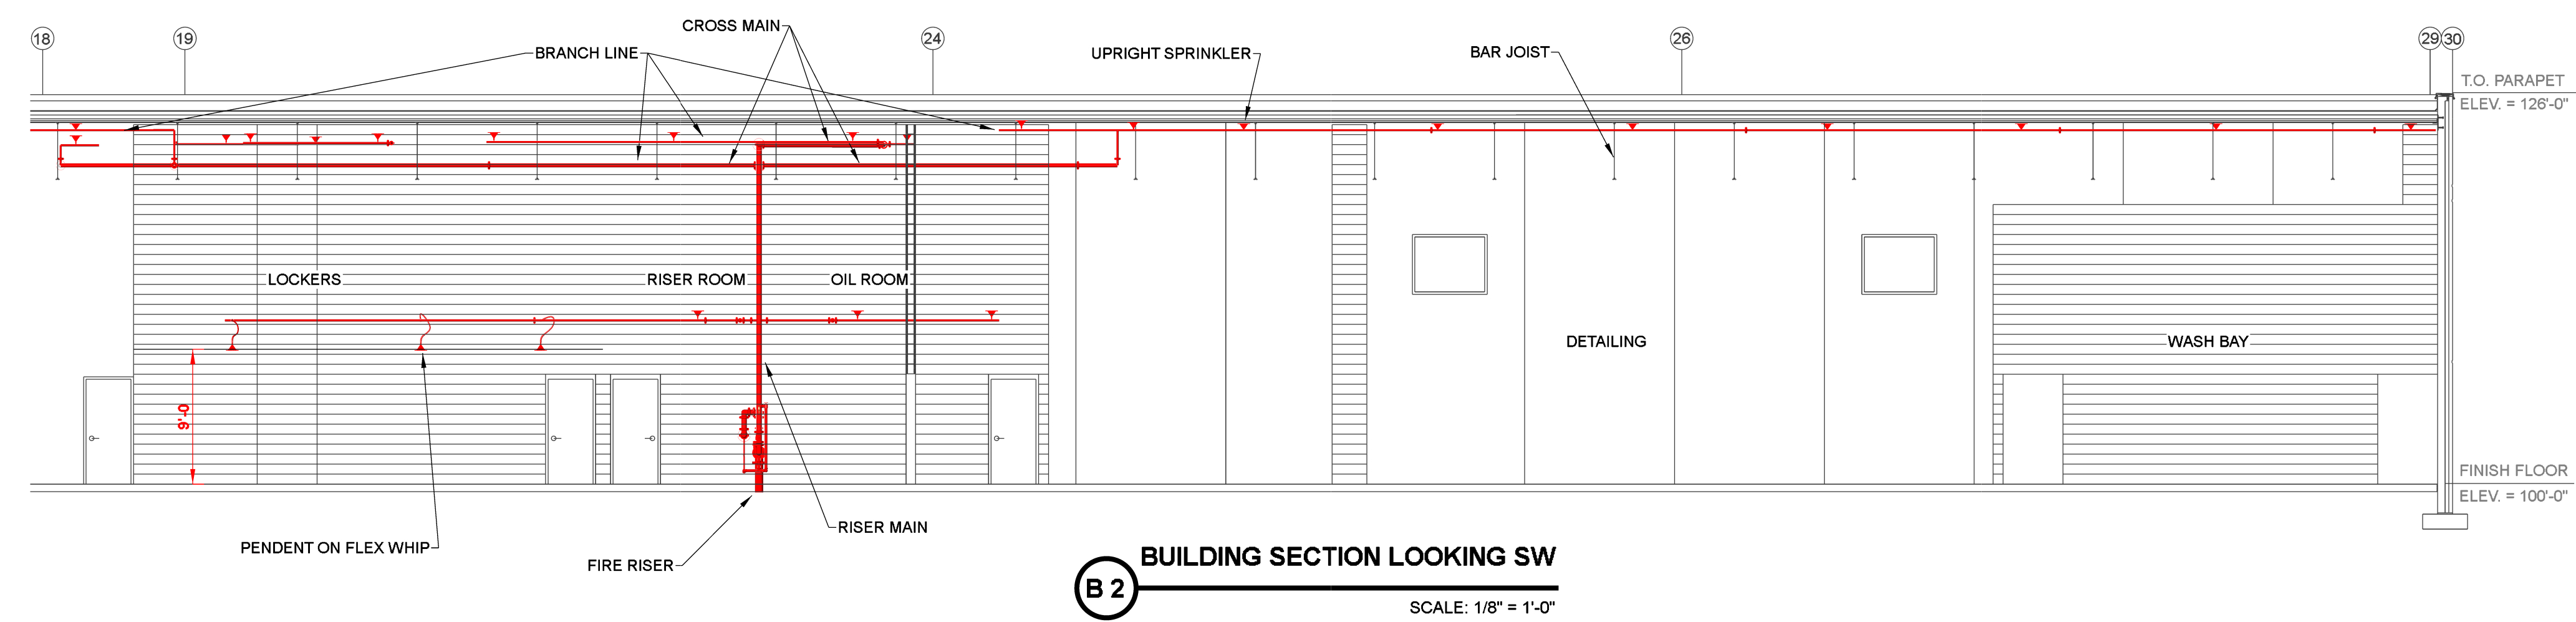 CROSS MAIN
18
19
24
26
29
30
BRANCH LINE
UPRIGHT SPRINKLER
BAR JOIST
T.O. PARAPET
ELEV. = 126'-0"
LOCKERS
RISER ROOM
OIL ROOM
DETAILING
WASH BAY
9'-0
FINISH FLOOR
ELEV. = 100'-0"
RISER MAIN
PENDENT ON FLEX WHIP
FIRE RISER
BUILDING SECTION LOOKING SW
B 2
SCALE: 1/8" = 1'-0"